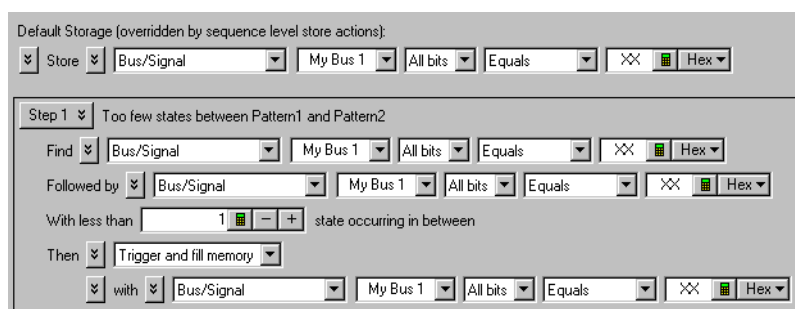 Default Storage (overridden by sequence level store actions):
Store Bus/Signal My Bus 1 All bits Equals XX Hex
Step 1 Too few states between Pattern1 and Pattern2
Find Bus/Signal My Bus 1 All bits Equals XX Hex
Followed by Bus/Signal My Bus 1 All bits Equals XX Hex
With less than 1 − + state occurring in between
Then Trigger and fill memory
with Bus/Signal My Bus 1 All bits Equals XX Hex